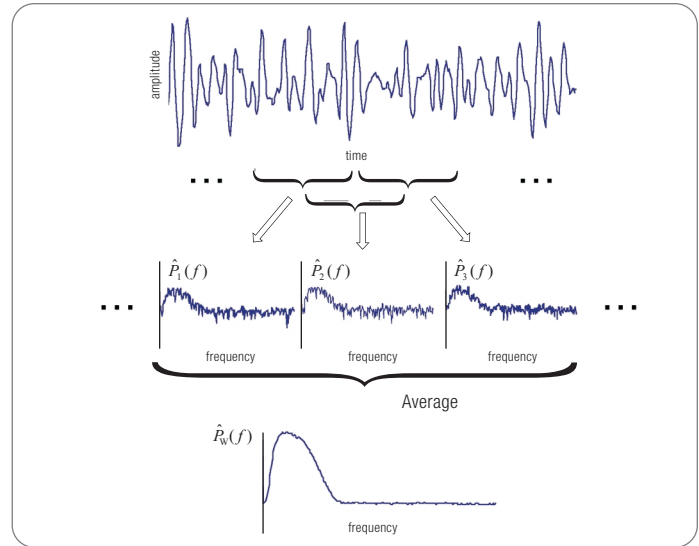 amplitude
time
... ...
P̂₁(f) P̂₂(f) P̂₃(f)
... ...
frequency frequency frequency
Average
P̂w(f)
frequency